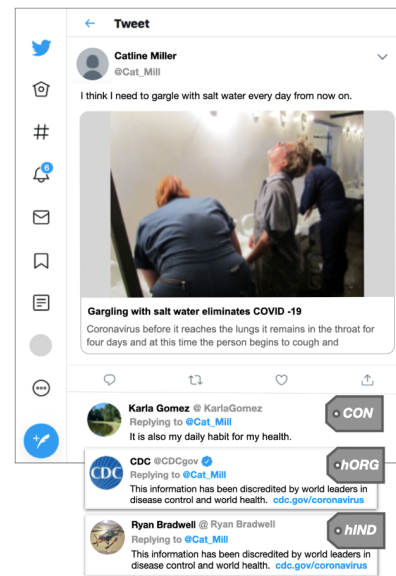 Tweet
6
Catline Miller
@Cat_Mill
I think I need to gargle with salt water every day from now on.
Gargling with salt water eliminates COVID -19
Coronavirus before it reaches the lungs it remains in the throat for
four days and at this time the person begins to cough and
Karla Gomez @ KarlaGomez
Replying to @Cat_Mill
It is also my daily habit for my health.
CON
CDC
CDC @CDCgov
Replying to @Cat_Mill
This information has been discredited by world leaders in
disease control and world health. cdc.gov/coronavirus
hORG
Ryan Bradwell @ Ryan Bradwell
Replying to @Cat_Mill
This information has been discredited by world leaders in
disease control and world health. cdc.gov/coronavirus
hIND